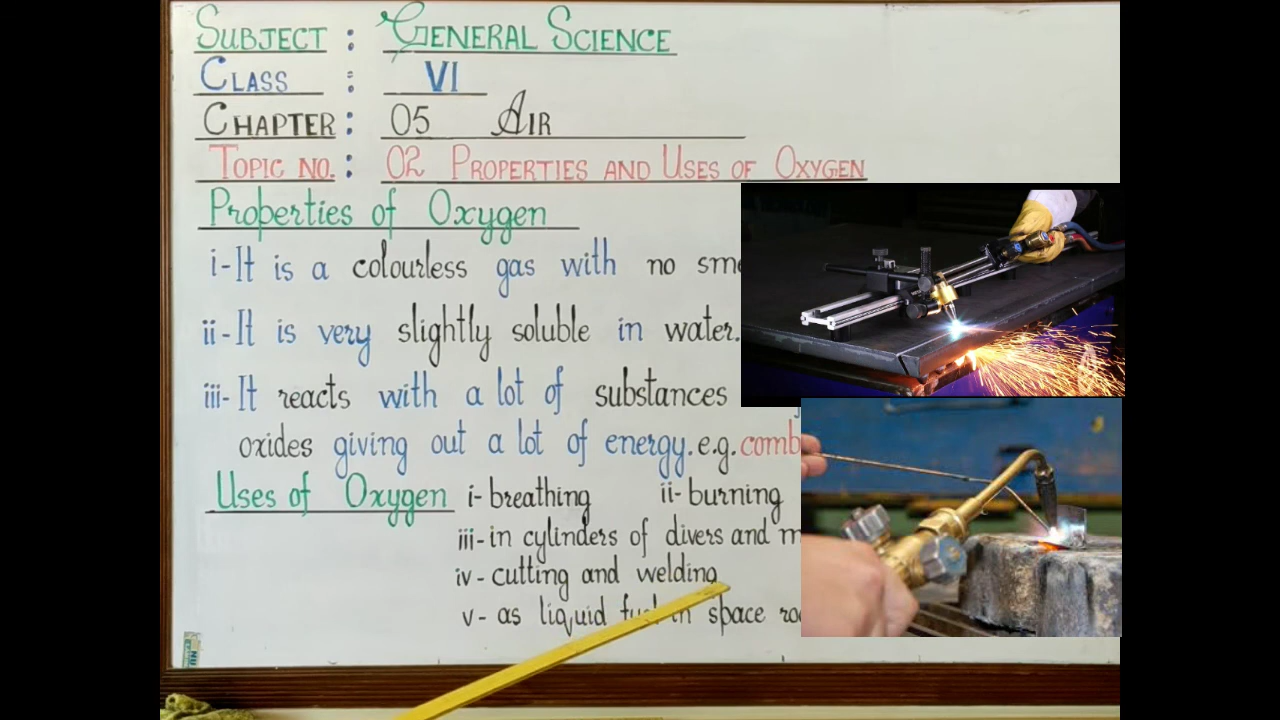 SUBJECT : GENERAL SCIENCE
CLASS : VI
CHAPTER : 05 AIR
TOPIC NO. : 02 PROPERTIES AND USES OF OXYGEN
Properties of Oxygen
i- It is a colourless gas with no
ii- It is very slightly soluble in water.
iii- It reacts with a lot of substances
oxides giving out a lot of energy. e.g.
Uses of Oxygen i- breathing ii- burning
iii- in cylinders of divers and
iv- cutting and welding
v- as liquid fuel in space